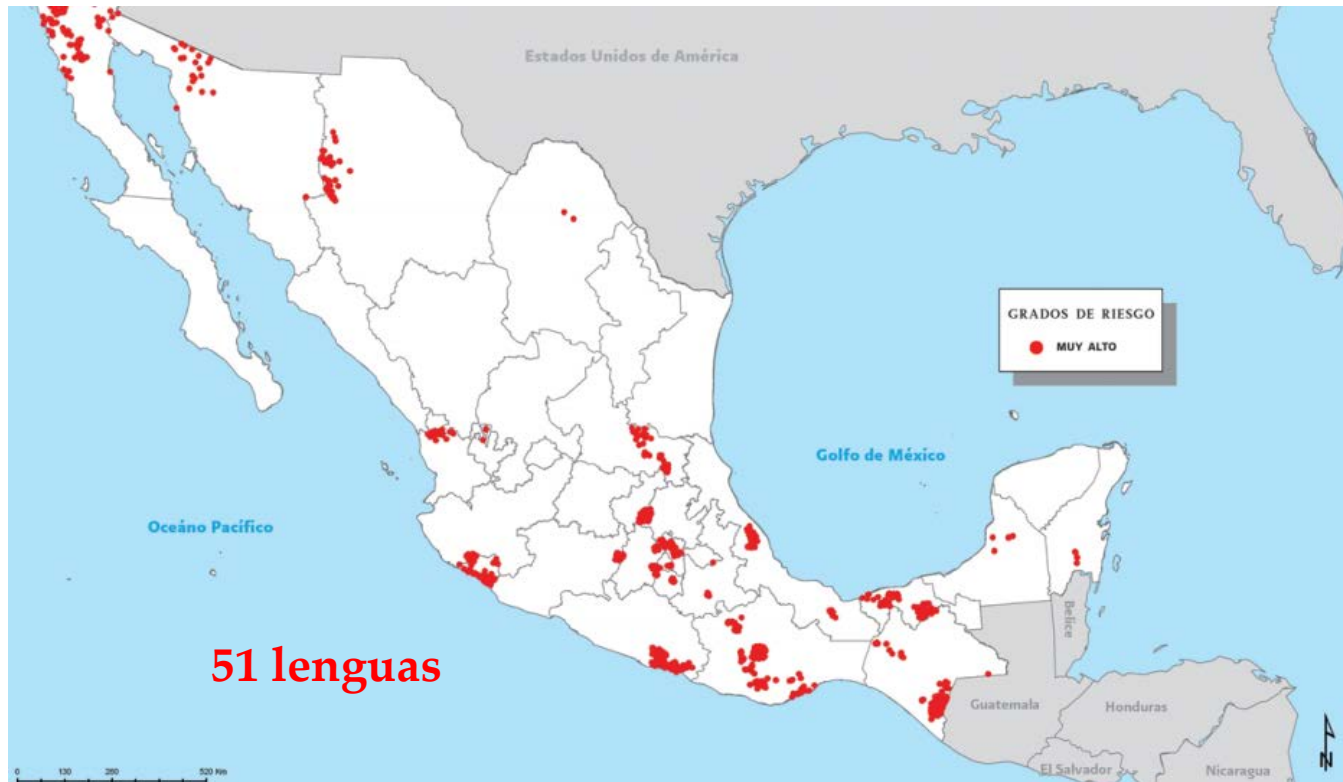 Estados Unidos de América
GRADOS DE RIESGO
MUY ALTO
Golfo de México
Oceáno Pacífico
Belice
51 lenguas
Guatemala
Honduras
El Salvador
Nicaragua
0 130 260 520 Km
N